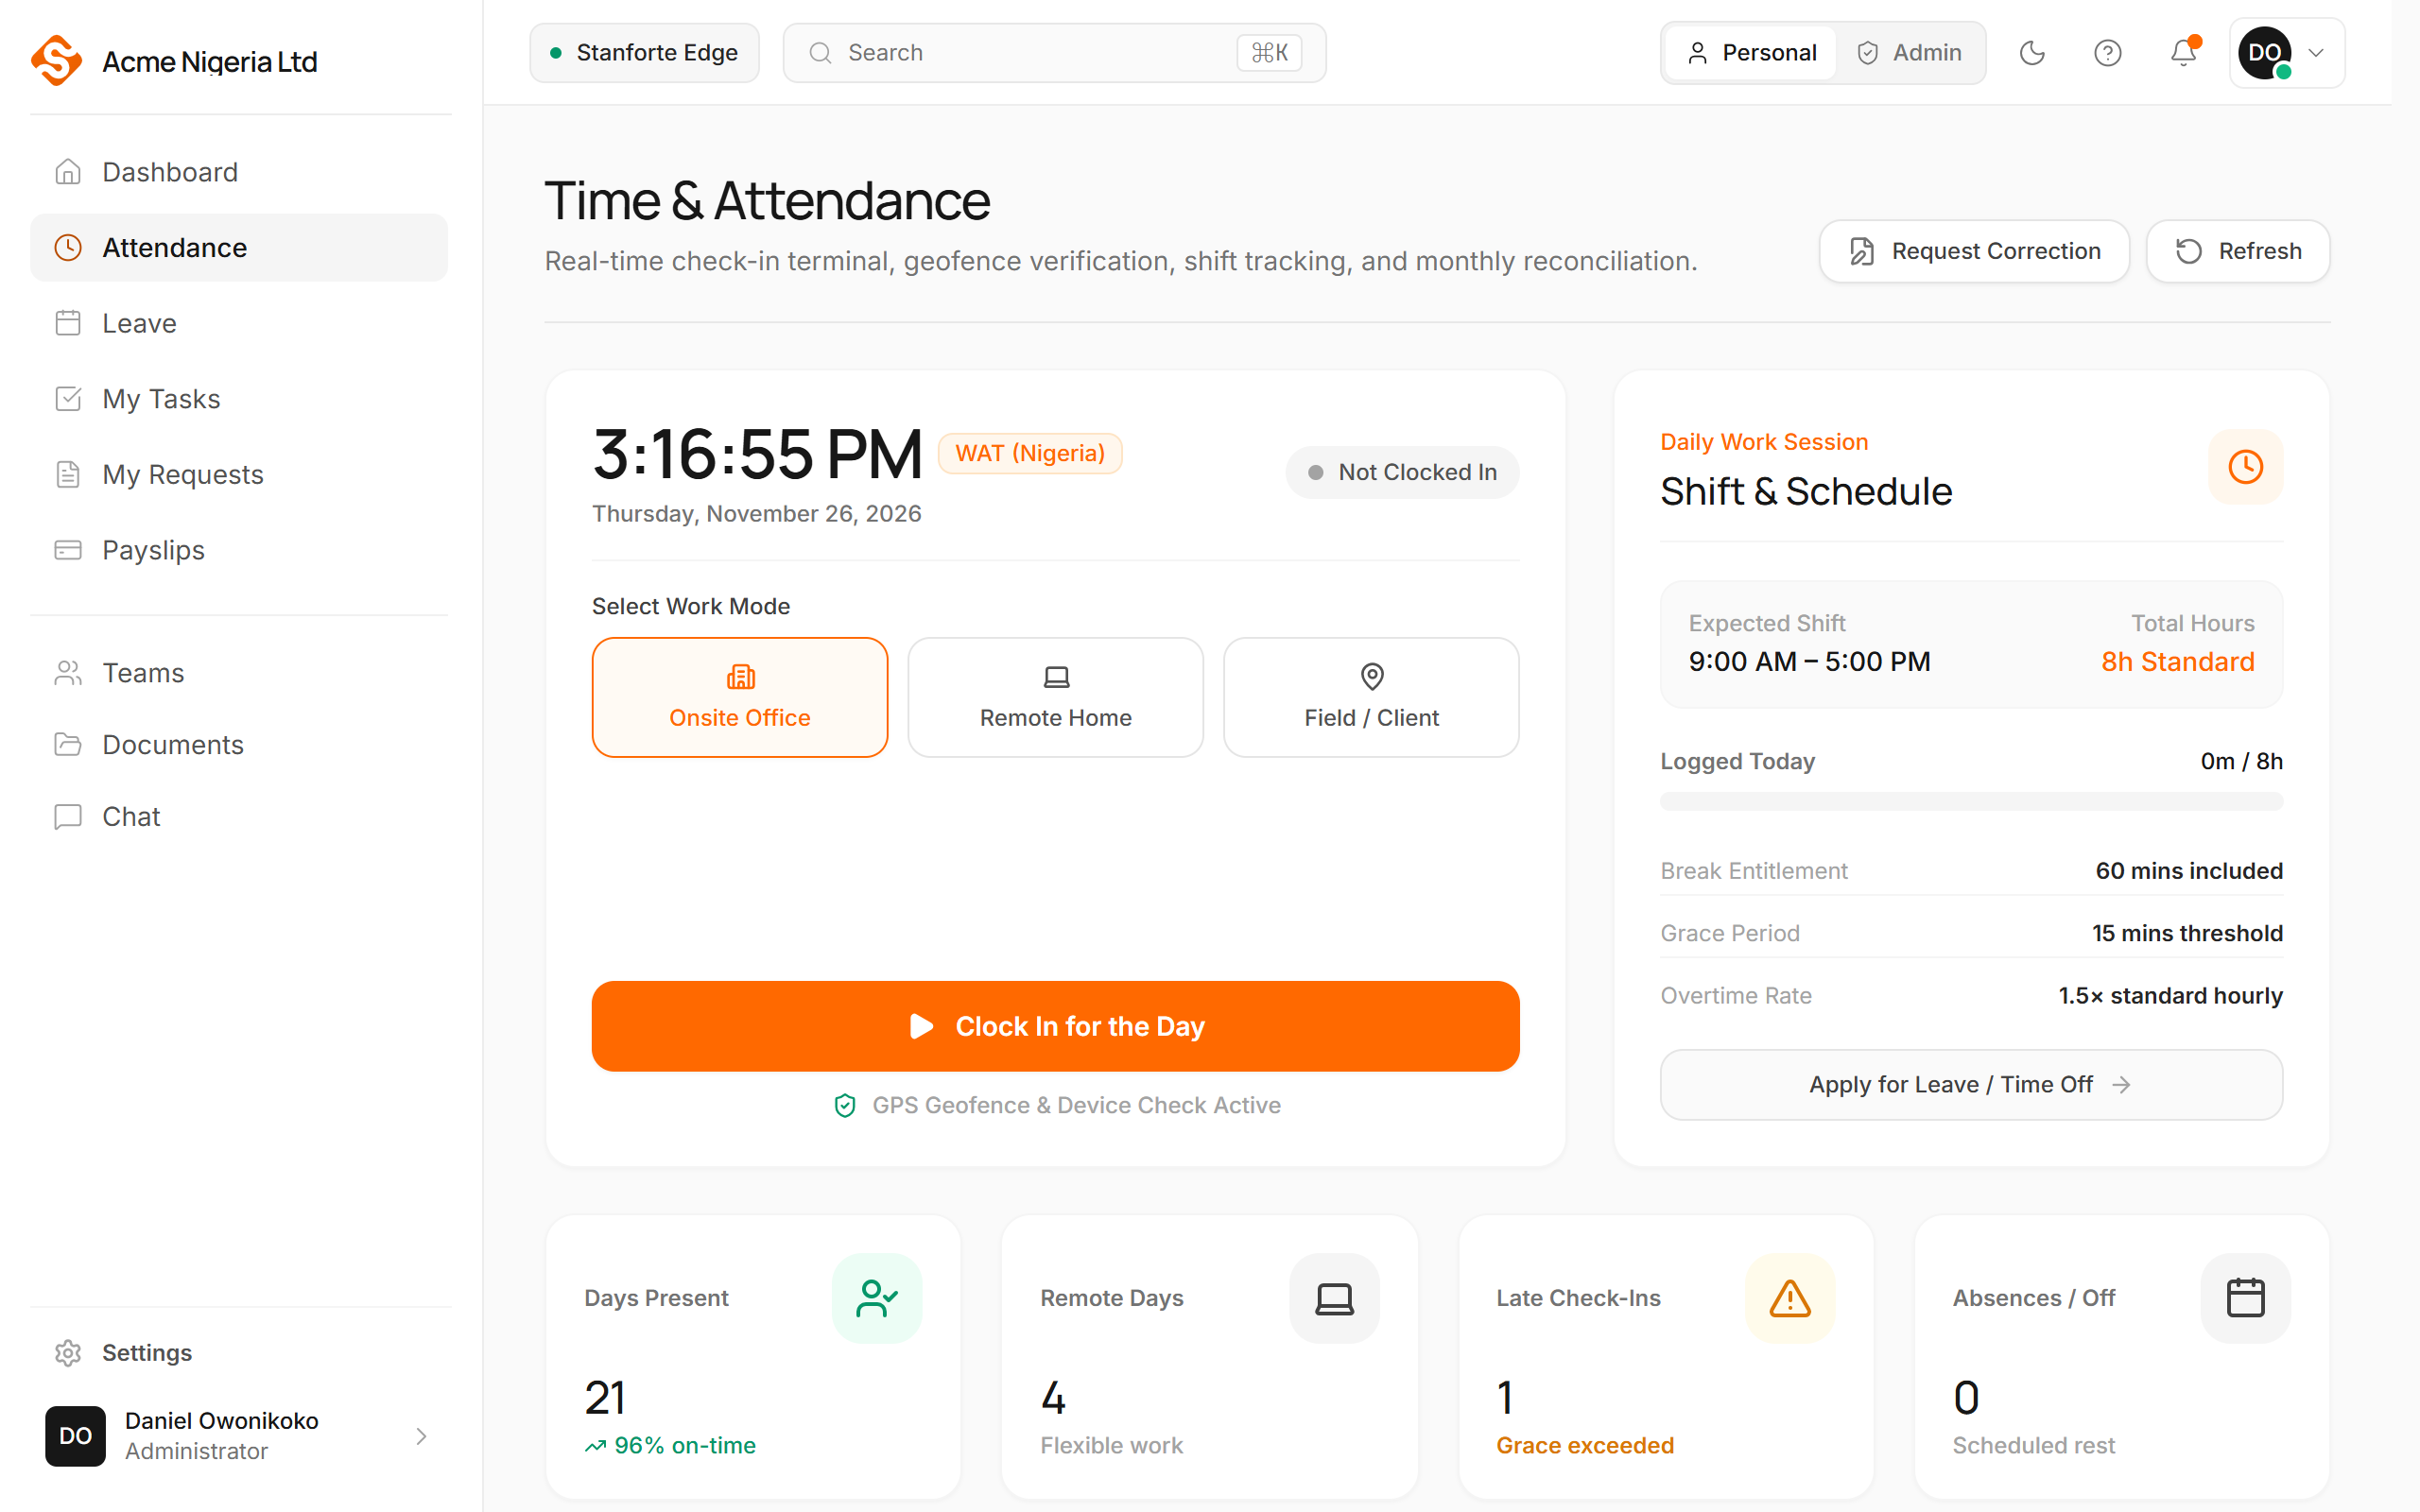 Acme Nigeria Ltd
Dashboard
Attendance
Leave
My Tasks
My Requests
Payslips
Teams
Documents
Chat
Settings
DO
Daniel Owonikoko
Administrator
Stanforte Edge
Search
⌘K
Personal
Admin
DO
Time & Attendance
Real-time check-in terminal, geofence verification, shift tracking, and monthly reconciliation.
Request Correction
Refresh
3:16:55 PM
WAT (Nigeria)
Thursday, November 26, 2026
Not Clocked In
Select Work Mode
Onsite Office
Remote Home
Field / Client
Clock In for the Day
GPS Geofence & Device Check Active
Daily Work Session
Shift & Schedule
Expected Shift
Total Hours
9:00 AM – 5:00 PM
8h Standard
Logged Today
0m / 8h
Break Entitlement
60 mins included
Grace Period
15 mins threshold
Overtime Rate
1.5× standard hourly
Apply for Leave / Time Off
Days Present
21
96% on-time
Remote Days
4
Flexible work
Late Check-Ins
1
Grace exceeded
Absences / Off
0
Scheduled rest